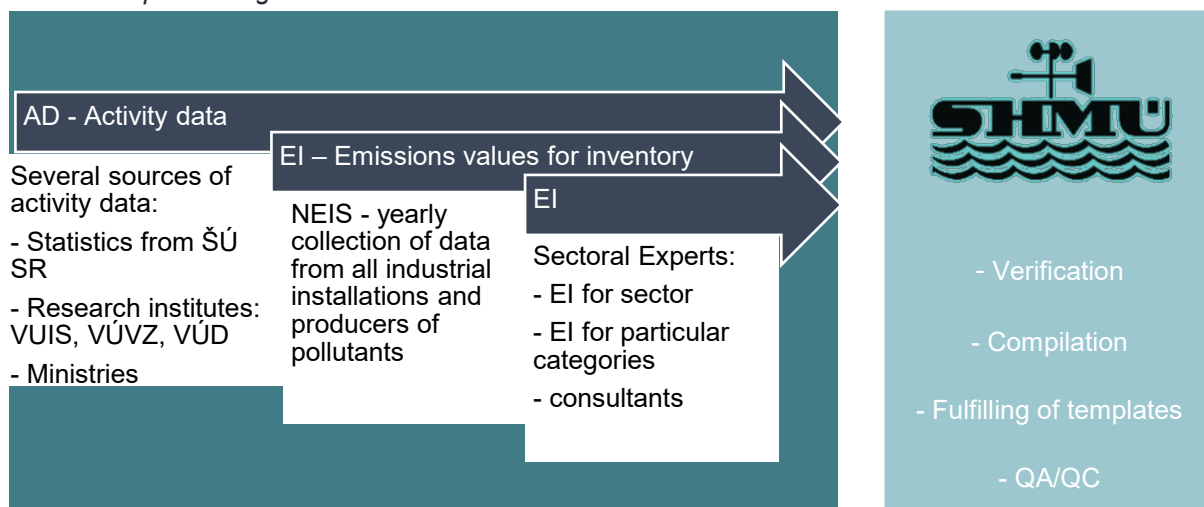 AD - Activity data
Several sources of
activity data:
- Statistics from ŠÚ
SR
- Research institutes:
VUIS, VÚVZ, VÚD
- Ministries
EI – Emissions values for inventory
NEIS - yearly
collection of data
from all industrial
installations and
producers of
pollutants
EI
Sectoral Experts:
- EI for sector
- EI for particular
categories
- consultants
SHMÚ
- Verification
- Compilation
- Fulfilling of templates
- QA/QC